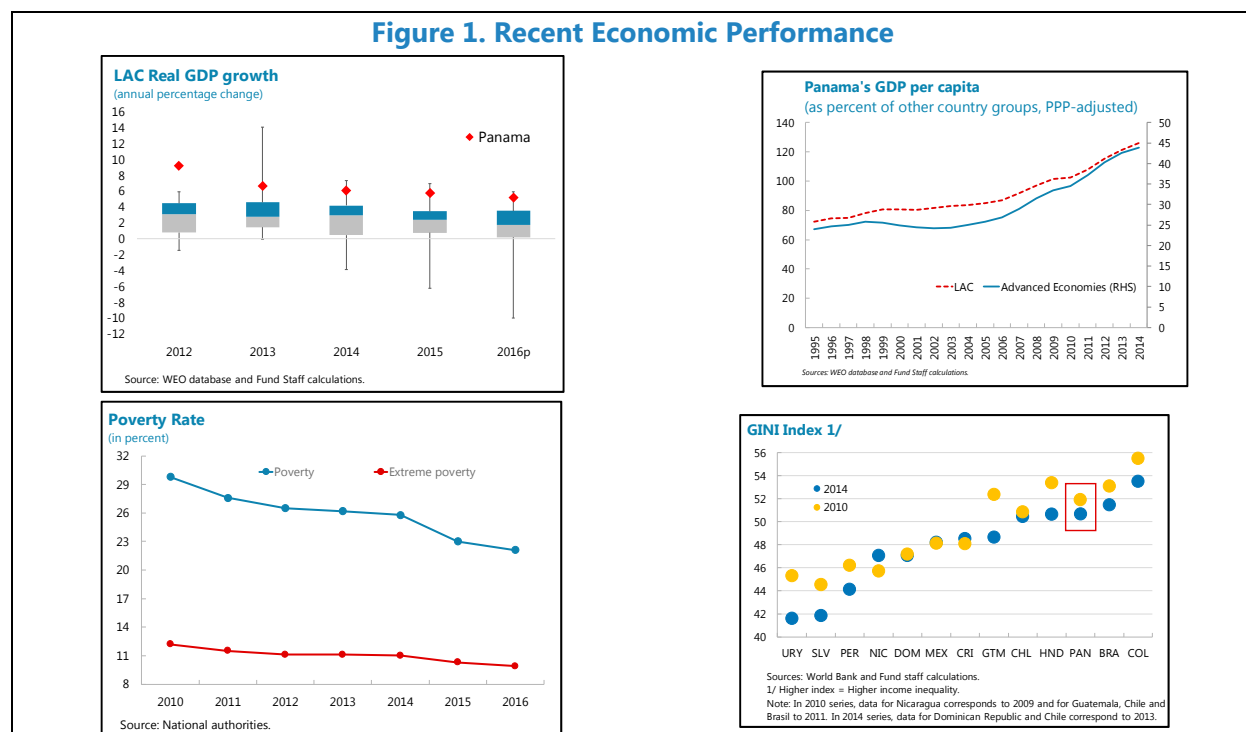 Figure 1. Recent Economic Performance
LAC Real GDP growth
(annual percentage change)
16
14
12
10
8
6
4
2
0
-2
-4
-6
-8
-10
-12
Panama
2012 2013 2014 2015 2016p
Source: WEO database and Fund Staff calculations.
Panama's GDP per capita
(as percent of other country groups, PPP-adjusted)
140
120
100
80
60
40
20
0
50
45
40
35
30
25
20
15
10
5
0
LAC Advanced Economies (RHS)
1995 1996 1997 1998 1999 2000 2001 2002 2003 2004 2005 2006 2007 2008 2009 2010 2011 2012 2013 2014
Sources: WEO database and Fund Staff calculations.
Poverty Rate
(in percent)
32
29
26
23
20
17
14
11
8
Poverty Extreme poverty
2010 2011 2012 2013 2014 2015 2016
Source: National authorities.
GINI Index 1/
56
54
52
50
48
46
44
42
40
2014
2010
URY SLV PER NIC DOM MEX CRI GTM CHL HND PAN BRA COL
Sources: World Bank and Fund staff calculations.
1/ Higher index = Higher income inequality.
Note: In 2010 series, data for Nicaragua corresponds to 2009 and for Guatemala, Chile and
Brasil to 2011. In 2014 series, data for Dominican Republic and Chile correspond to 2013.